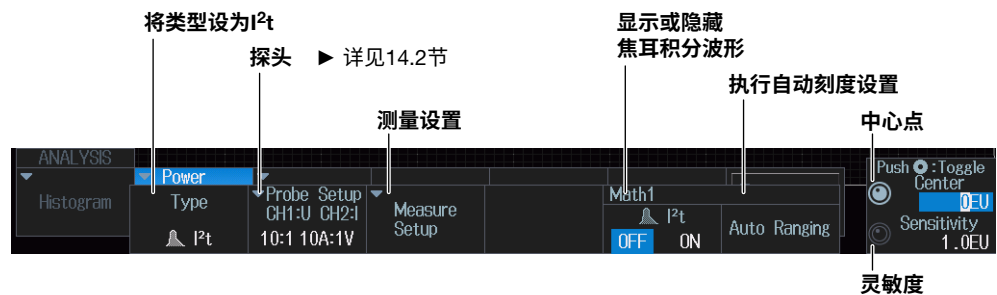 将类型设为I²t
显示或隐藏
焦耳积分波形
探头 ▶ 详见14.2节
执行自动刻度设置
测量设置
中心点
ANALYSIS
Histogram
Power
Type
I²t
Probe Setup
CH1:U CH2:I
10:1 10A:1V
Measure
Setup
Math1
I²t
OFF ON
Auto Ranging
Push :Toggle
Center
0EU
Sensitivity
1.0EU
灵敏度